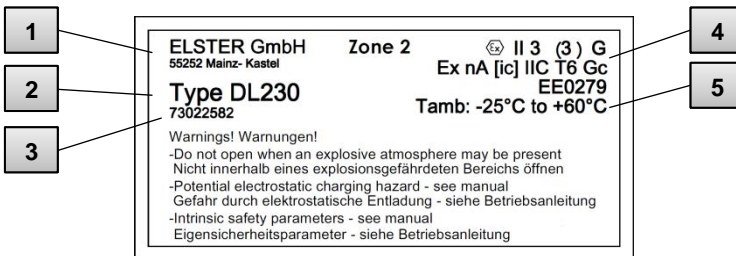 1
2
3
4
5
ELSTER GmbH
55252 Mainz- Kastel
Zone 2
Ex II 3 (3) G
Ex nA [ic] IIC T6 Gc
EE0279
Type DL230
73022582
Tamb: -25°C to +60°C
Warnings! Warnungen!
-Do not open when an explosive atmosphere may be present
Nicht innerhalb eines explosionsgefährdeten Bereichs öffnen
-Potential electrostatic charging hazard - see manual
Gefahr durch elektrostatische Entladung - siehe Betriebsanleitung
-Intrinsic safety parameters - see manual
Eigensicherheitsparameter - siehe Betriebsanleitung